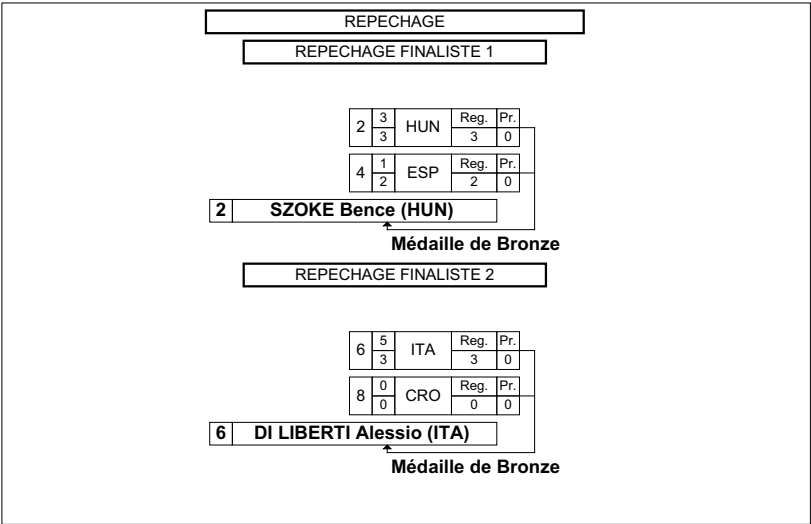 REPECHAGE
REPECHAGE FINALISTE 1
2 3 HUN Reg. Pr.
3 3 0
4 1 ESP Reg. Pr.
2 2 0
2 SZOKE Bence (HUN)
Médaille de Bronze
REPECHAGE FINALISTE 2
6 5 ITA Reg. Pr.
3 3 0
8 0 CRO Reg. Pr.
0 0 0
6 DI LIBERTI Alessio (ITA)
Médaille de Bronze